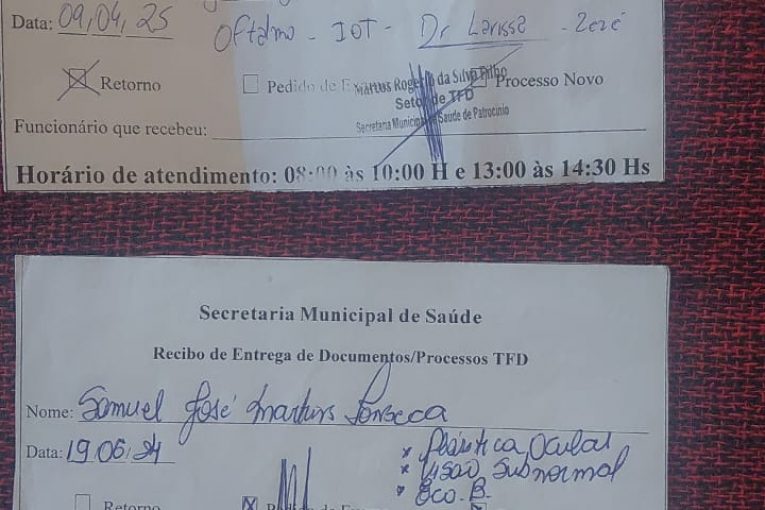 Data: 09,04,25 Oftalmo - IOT - Dr Larissa - Zezé
Retorno Pedido de Processo Novo
Setor de TFD
Secretaria Municipal de Saúde de Patrocínio
Funcionário que recebeu:
Horário de atendimento: 08:00 às 10:00 H e 13:00 às 14:30 Hs
Secretaria Municipal de Saúde
Recibo de Entrega de Documentos/Processos TFD
Nome: Samuel José Martins Fonseca
Data: 19.06.24
* Plástica Ocular
* Visão Subnormal
* Eco. B.
Retorno